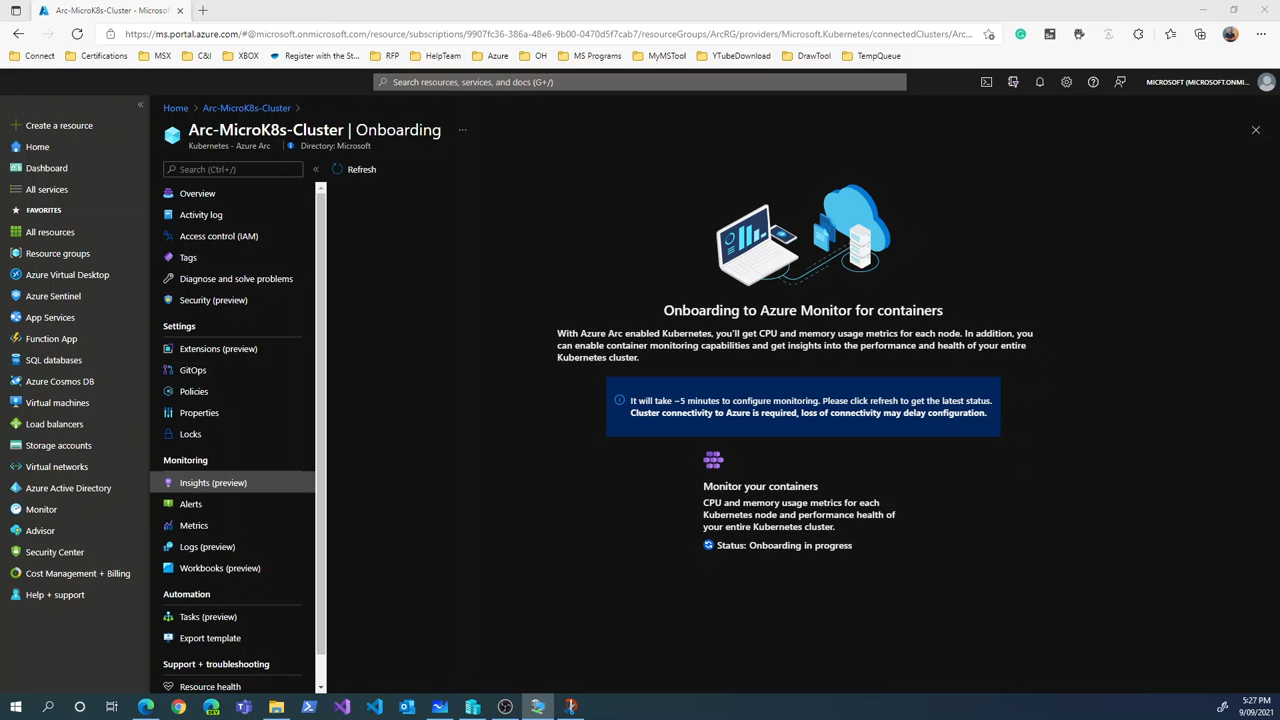 Arc-MicroK8s-Cluster - Microsoft
https://ms.portal.azure.com/#@microsoft.onmicrosoft.com/resource/subscriptions/9907fc36-386a-48e6-9b00-0470d5f7cab7/resourceGroups/ArcRG/providers/Microsoft.Kubernetes/connectedClusters/Arc...
Connect Certifications MSX C&I XBOX Register with the St... RFP HelpTeam Azure OH MS Programs MyMSTool YTubeDownload DrawTool TempQueue
Search resources, services, and docs (G+/)
MICROSOFT (MICROSOFT.ONMI...
Create a resource
Home
Dashboard
All services
FAVORITES
All resources
Resource groups
Azure Virtual Desktop
Azure Sentinel
App Services
Function App
SQL databases
Azure Cosmos DB
Virtual machines
Load balancers
Storage accounts
Virtual networks
Azure Active Directory
Monitor
Advisor
Security Center
Cost Management + Billing
Help + support
Home > Arc-MicroK8s-Cluster >
Arc-MicroK8s-Cluster | Onboarding ...
Kubernetes - Azure Arc Directory: Microsoft
Search (Ctrl+/) « Refresh
Overview
Activity log
Access control (IAM)
Tags
Diagnose and solve problems
Security (preview)
Settings
Extensions (preview)
GitOps
Policies
Properties
Locks
Monitoring
Insights (preview)
Alerts
Metrics
Logs (preview)
Workbooks (preview)
Automation
Tasks (preview)
Export template
Support + troubleshooting
Resource health
Onboarding to Azure Monitor for containers
With Azure Arc enabled Kubernetes, you'll get CPU and memory usage metrics for each node. In addition, you
can enable container monitoring capabilities and get insights into the performance and health of your entire
Kubernetes cluster.
It will take ~5 minutes to configure monitoring. Please click refresh to get the latest status.
Cluster connectivity to Azure is required, loss of connectivity may delay configuration.
Monitor your containers
CPU and memory usage metrics for each
Kubernetes node and performance health of
your entire Kubernetes cluster.
Status: Onboarding in progress
DEV
5:27 PM
9/09/2021